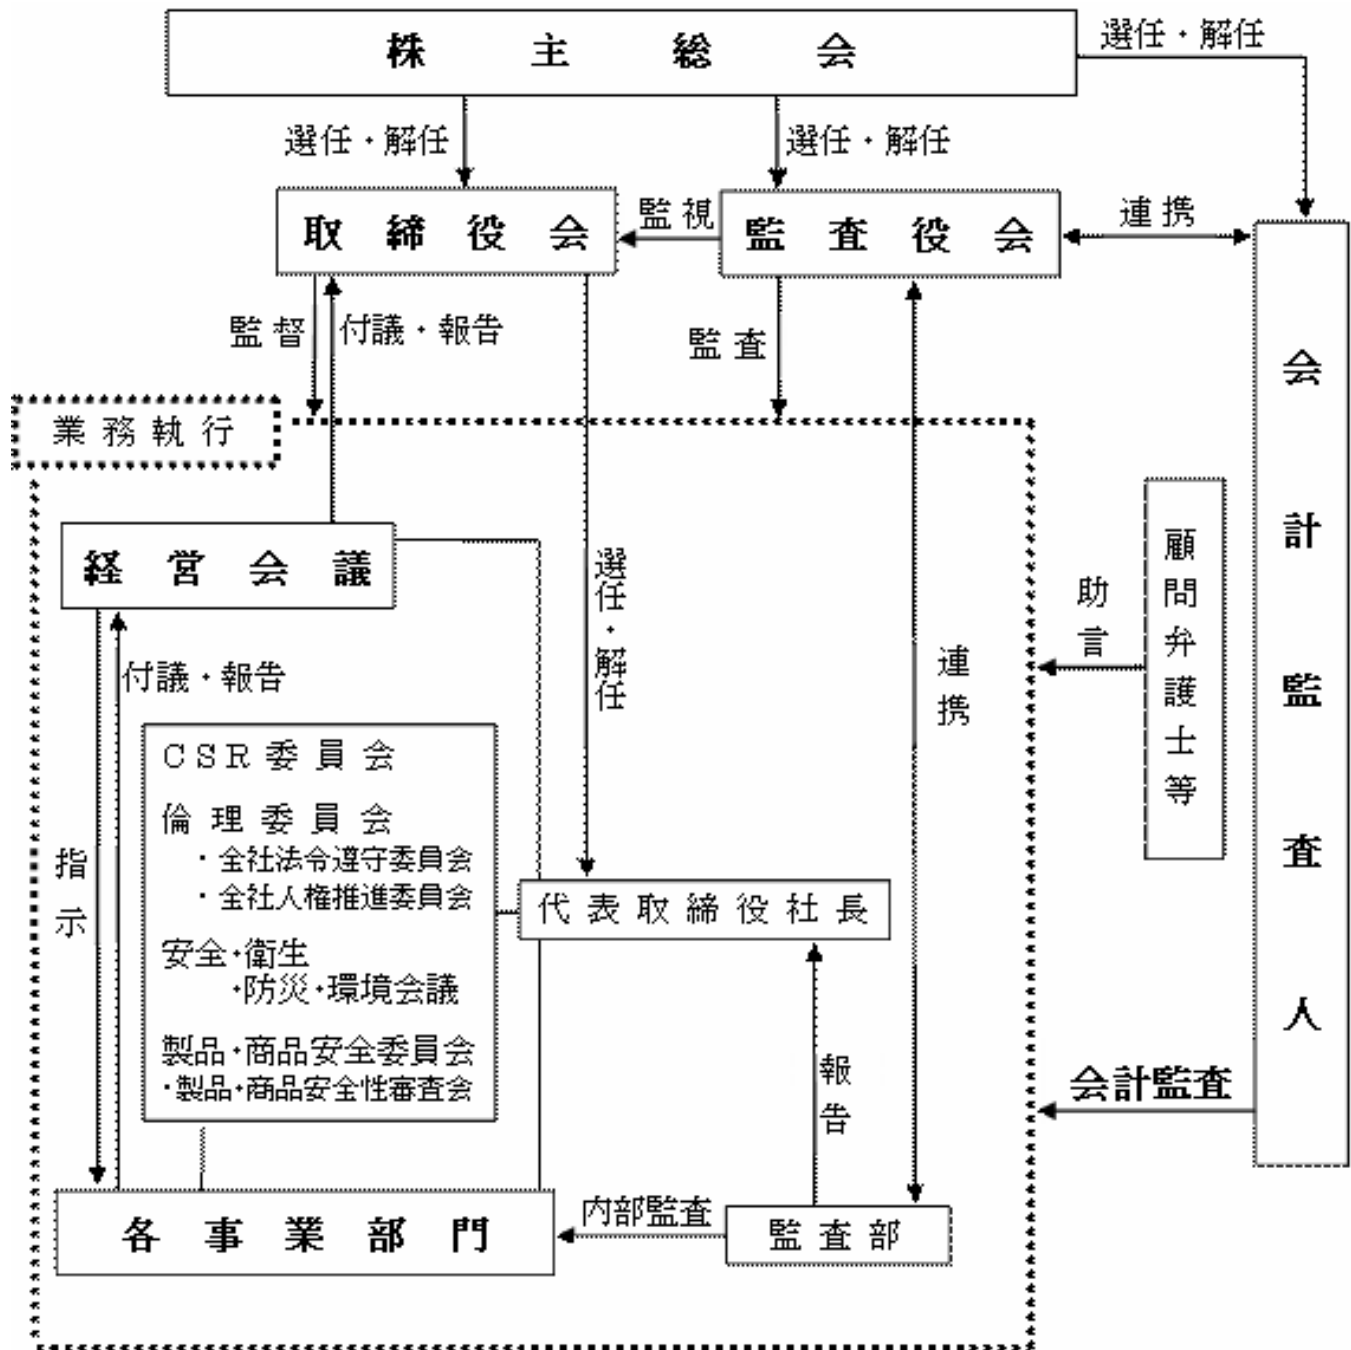 株主総会
選任・解任
選任・解任
選任・解任
取締役会
監視
監査役会
連携
監督
付議・報告
監査
業務執行
会計監査人
顧問弁護士等
経営会議
選任・解任
助言
連携
付議・報告
CSR委員会
倫理委員会
・全社法令遵守委員会
・全社人権推進委員会
安全・衛生
・防災・環境会議
製品・商品安全委員会
・製品・商品安全性審査会
指示
代表取締役社長
報告
会計監査
各事業部門
内部監査
監査部